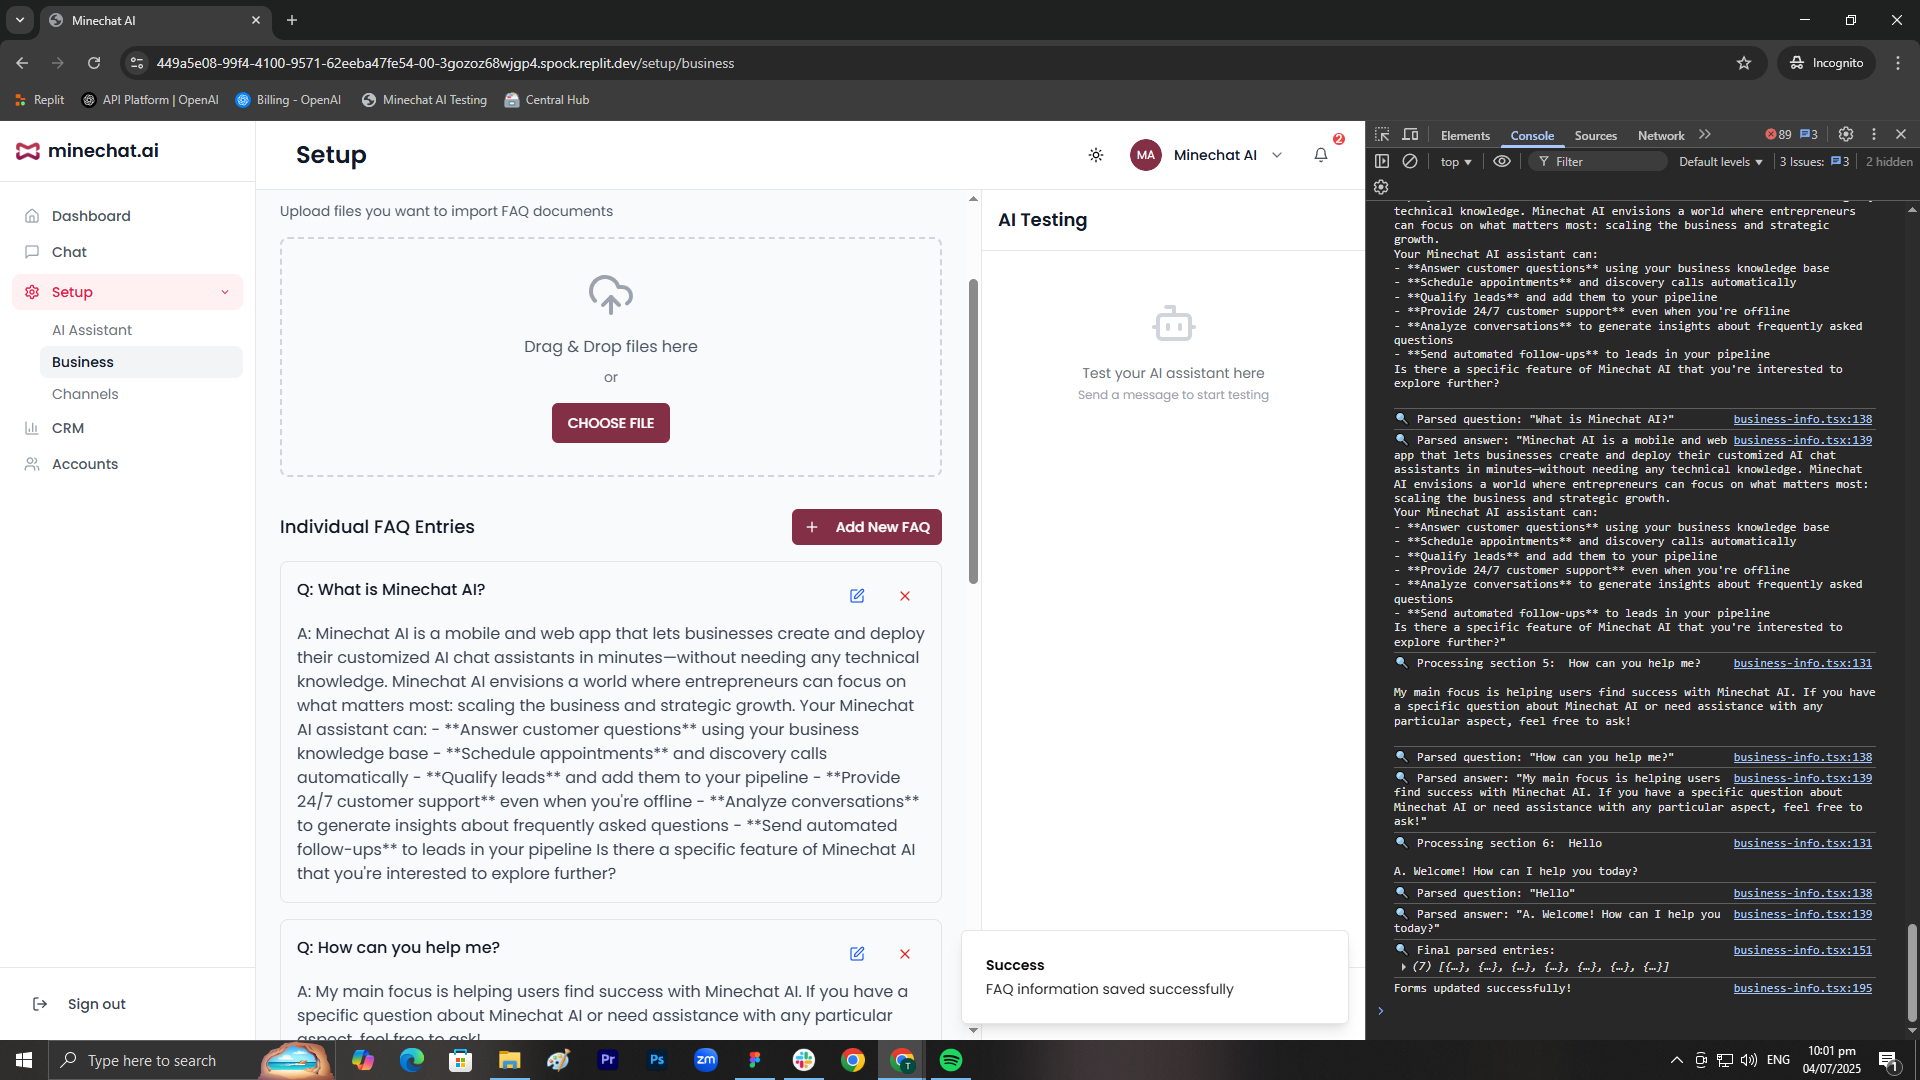 Minechat AI
449a5e08-99f4-4100-9571-62eeba47fe54-00-3gozoz68wjgp4.spock.replit.dev/setup/business
Incognito
Replit
API Platform | OpenAI
Billing - OpenAI
Minechat AI Testing
Central Hub
minechat.ai
Dashboard
Chat
Setup
AI Assistant
Business
Channels
CRM
Accounts
Sign out
Setup
MA
Minechat AI
2
Upload files you want to import FAQ documents
Drag & Drop files here
or
CHOOSE FILE
Individual FAQ Entries
Add New FAQ
Q: What is Minechat AI?
A: Minechat AI is a mobile and web app that lets businesses create and deploy
their customized AI chat assistants in minutes—without needing any technical
knowledge. Minechat AI envisions a world where entrepreneurs can focus on
what matters most: scaling the business and strategic growth. Your Minechat
AI assistant can: - **Answer customer questions** using your business
knowledge base - **Schedule appointments** and discovery calls
automatically - **Qualify leads** and add them to your pipeline - **Provide
24/7 customer support** even when you're offline - **Analyze conversations**
to generate insights about frequently asked questions - **Send automated
follow-ups** to leads in your pipeline Is there a specific feature of Minechat AI
that you're interested to explore further?
Q: How can you help me?
A: My main focus is helping users find success with Minechat AI. If you have a
specific question about Minechat AI or need assistance with any particular
aspect, feel free to ask!
AI Testing
Test your AI assistant here
Send a message to start testing
Success
FAQ information saved successfully
Elements
Console
Sources
Network
89
3
top
Filter
Default levels
3 Issues: 3
2 hidden
technical knowledge. Minechat AI envisions a world where entrepreneurs
can focus on what matters most: scaling the business and strategic
growth.
Your Minechat AI assistant can:
- **Answer customer questions** using your business knowledge base
- **Schedule appointments** and discovery calls automatically
- **Qualify leads** and add them to your pipeline
- **Provide 24/7 customer support** even when you're offline
- **Analyze conversations** to generate insights about frequently asked
questions
- **Send automated follow-ups** to leads in your pipeline
Is there a specific feature of Minechat AI that you're interested to
explore further?
Parsed question: "What is Minechat AI?" business-info.tsx:138
Parsed answer: "Minechat AI is a mobile and web business-info.tsx:139
app that lets businesses create and deploy their customized AI chat
assistants in minutes—without needing any technical knowledge. Minechat
AI envisions a world where entrepreneurs can focus on what matters most:
scaling the business and strategic growth.
Your Minechat AI assistant can:
- **Answer customer questions** using your business knowledge base
- **Schedule appointments** and discovery calls automatically
- **Qualify leads** and add them to your pipeline
- **Provide 24/7 customer support** even when you're offline
- **Analyze conversations** to generate insights about frequently asked
questions
- **Send automated follow-ups** to leads in your pipeline
Is there a specific feature of Minechat AI that you're interested to
explore further?"
Processing section 5: How can you help me? business-info.tsx:131
My main focus is helping users find success with Minechat AI. If you have
a specific question about Minechat AI or need assistance with any
particular aspect, feel free to ask!
Parsed question: "How can you help me?" business-info.tsx:138
Parsed answer: "My main focus is helping users business-info.tsx:139
find success with Minechat AI. If you have a specific question about
Minechat AI or need assistance with any particular aspect, feel free to
ask!"
Processing section 6: Hello business-info.tsx:131
A. Welcome! How can I help you today?
Parsed question: "Hello" business-info.tsx:138
Parsed answer: "A. Welcome! How can I help you business-info.tsx:139
today?"
Final parsed entries: business-info.tsx:151
(7) [{…}, {…}, {…}, {…}, {…}, {…}, {…}]
Forms updated successfully! business-info.tsx:195
Type here to search
Pr
Ps
zm
T
ENG
10:01 pm
04/07/2025
1